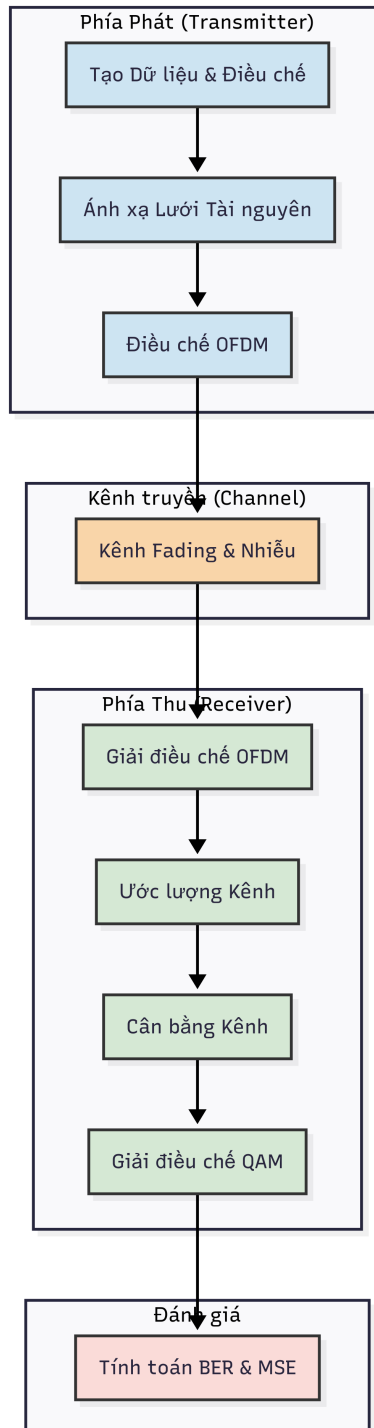 Phía Phát (Transmitter)
Tạo Dữ liệu & Điều chế
Ánh xạ Lưới Tài nguyên
Điều chế OFDM
Kênh truyền (Channel)
Kênh Fading & Nhiễu
Phía Thu (Receiver)
Giải điều chế OFDM
Ước lượng Kênh
Cân bằng Kênh
Giải điều chế QAM
Đánh giá
Tính toán BER & MSE